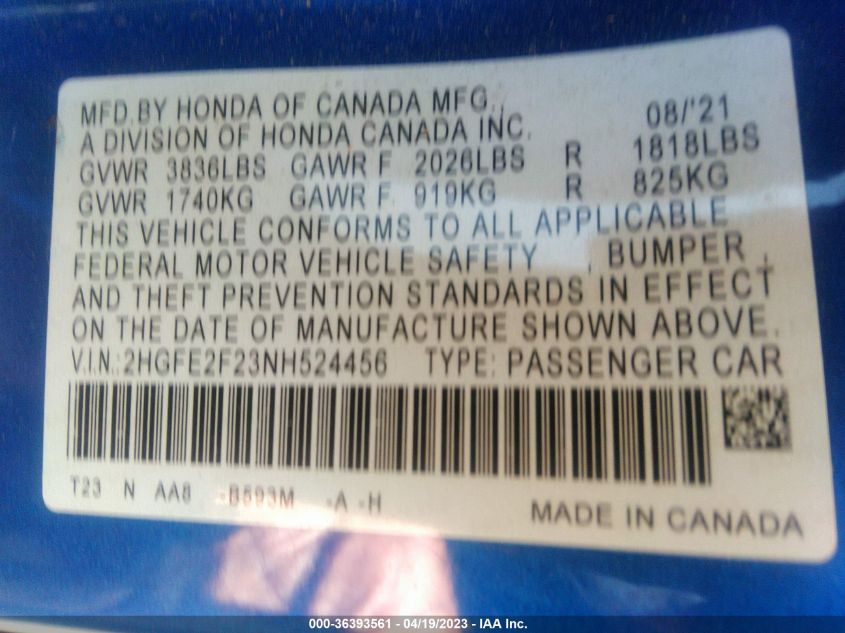 MFD.BY HONDA OF CANADA MFG., 08/'21
A DIVISION OF HONDA CANADA INC.
GVWR 3836LBS GAWR F 2026LBS R 1818LBS
GVWR 1740KG GAWR F 919KG R 825KG
THIS VEHICLE CONFORMS TO ALL APPLICABLE
FEDERAL MOTOR VEHICLE SAFETY , BUMPER ,
AND THEFT PREVENTION STANDARDS IN EFFECT
ON THE DATE OF MANUFACTURE SHOWN ABOVE.
V.I.N.: 2HGFE2F23NH524456 TYPE: PASSENGER CAR
T23 N AA8 -B593M -A -H
MADE IN CANADA
000-36393561 - 04/19/2023 - IAA Inc.